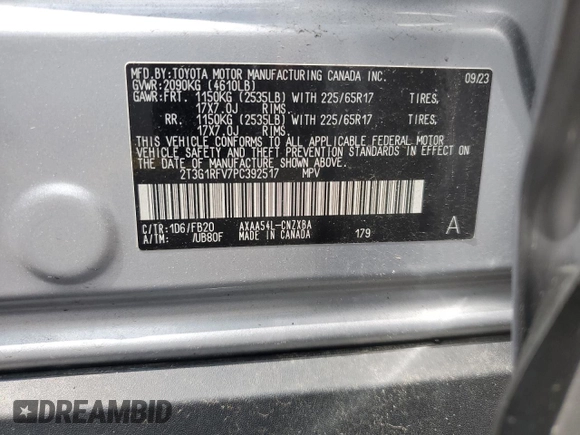 MFD.BY:TOYOTA MOTOR MANUFACTURING CANADA INC. 09/23
GVWR:2090KG (4610LB)
GAWR:FRT. 1150KG (2535LB) WITH 225/65R17 TIRES,
17X7.0J RIMS.
RR. 1150KG (2535LB) WITH 225/65R17 TIRES,
17X7.0J RIMS.
THIS VEHICLE CONFORMS TO ALL APPLICABLE FEDERAL MOTOR
VEHICLE SAFETY AND THEFT PREVENTION STANDARDS IN EFFECT ON
THE DATE OF MANUFACTURE SHOWN ABOVE.
2T3G1RFV7PC392517 MPV
C/TR:1D6/FB20 AXAA54L-CNZXBA A
A/TM: /UB80F MADE IN CANADA 179
DREAMBID